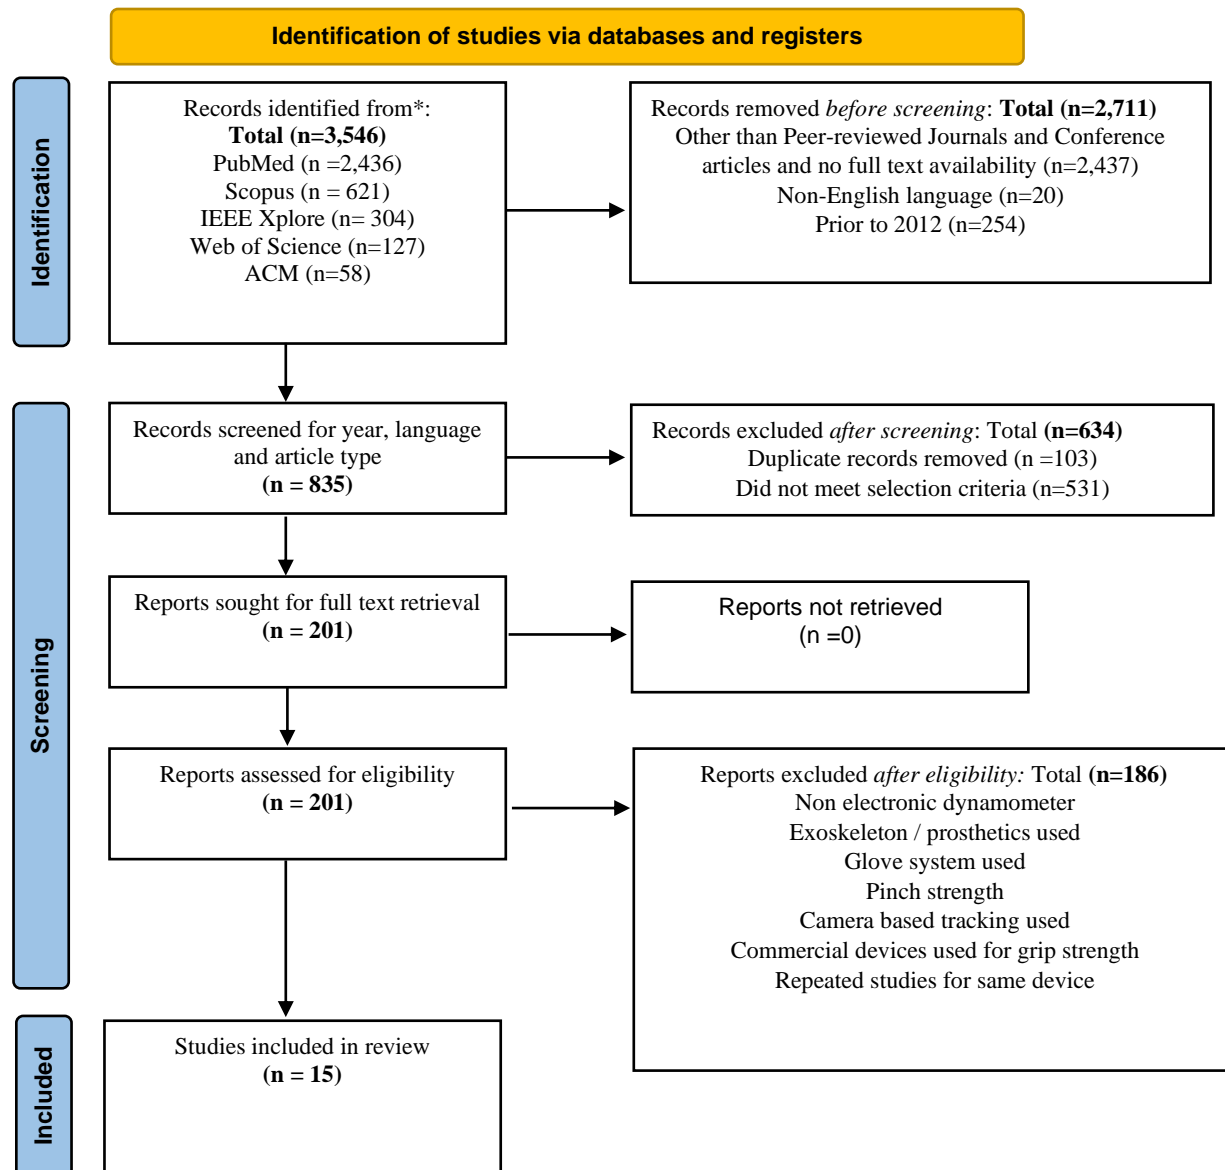 Identification of studies via databases and registers
Identification
Records identified from*:
Total (n=3,546)
PubMed (n =2,436)
Scopus (n = 621)
IEEE Xplore (n= 304)
Web of Science (n=127)
ACM (n=58)
Records removed before screening: Total (n=2,711)
Other than Peer-reviewed Journals and Conference
articles and no full text availability (n=2,437)
Non-English language (n=20)
Prior to 2012 (n=254)
Screening
Records screened for year, language
and article type
(n = 835)
Records excluded after screening: Total (n=634)
Duplicate records removed (n =103)
Did not meet selection criteria (n=531)
Reports sought for full text retrieval
(n = 201)
Reports not retrieved
(n =0)
Reports assessed for eligibility
(n = 201)
Reports excluded after eligibility: Total (n=186)
Non electronic dynamometer
Exoskeleton / prosthetics used
Glove system used
Pinch strength
Camera based tracking used
Commercial devices used for grip strength
Repeated studies for same device
Included
Studies included in review
(n = 15)